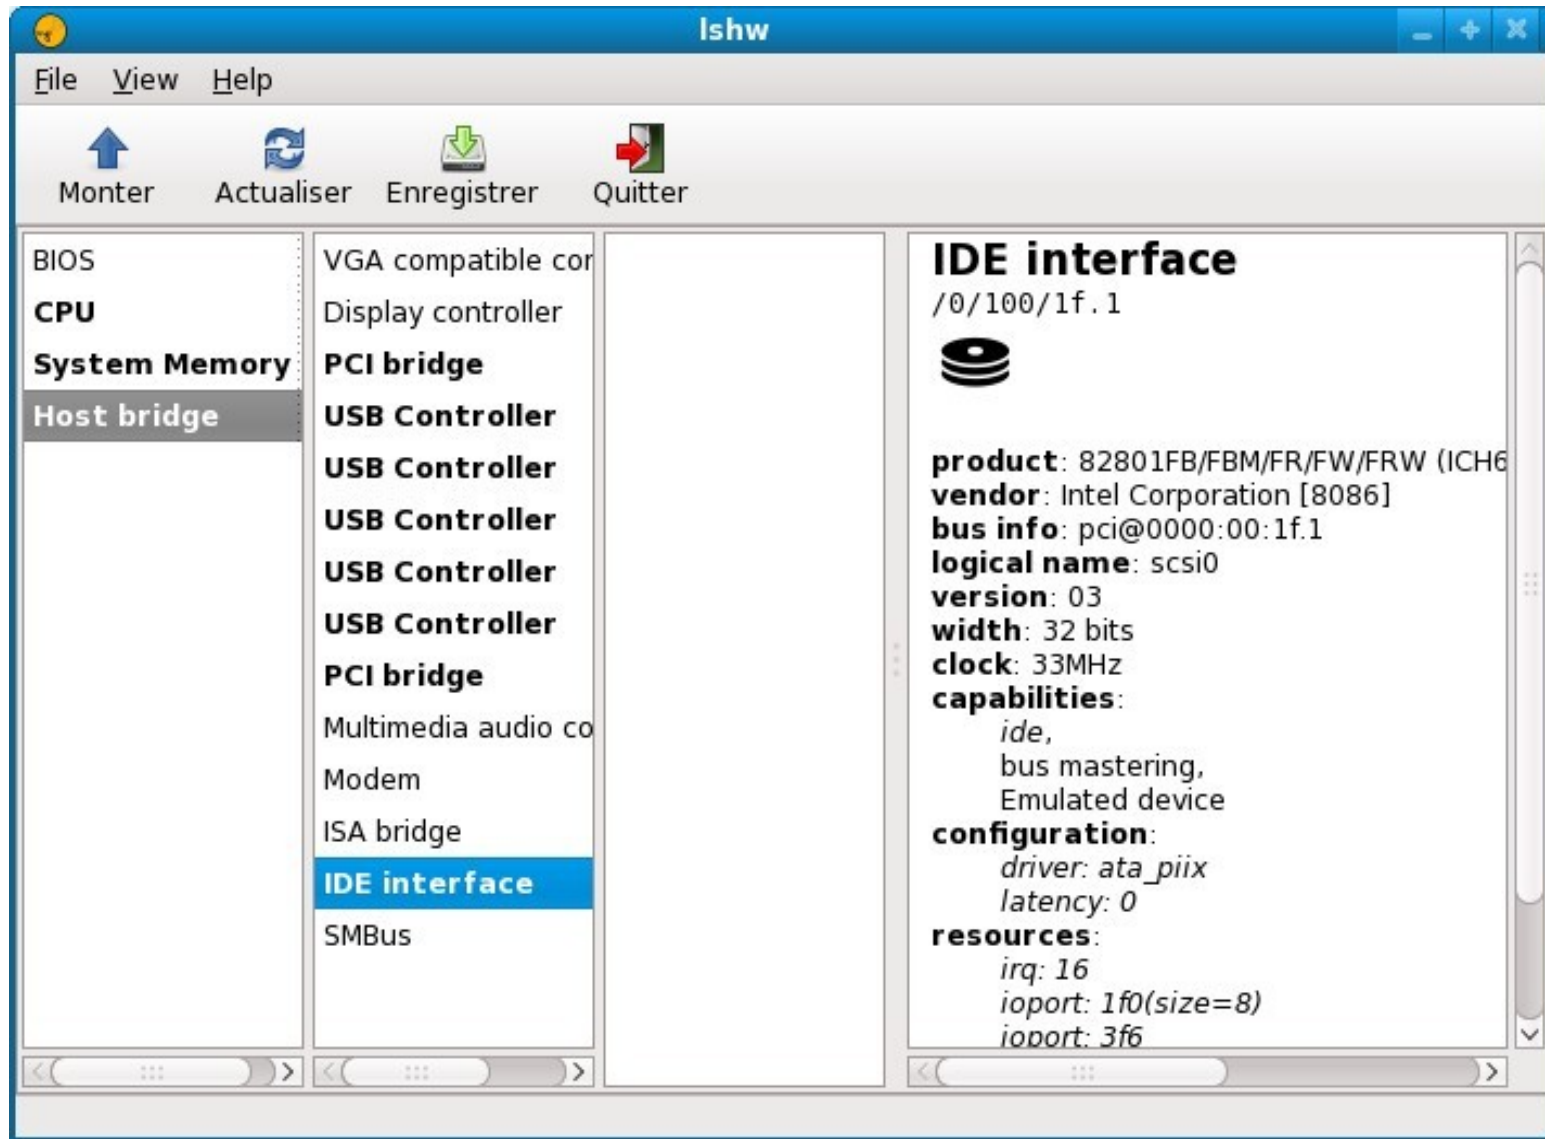 lshw
File View Help
Monter Actualiser Enregistrer Quitter
BIOS
CPU
System Memory
Host bridge
VGA compatible cor
Display controller
PCI bridge
USB Controller
USB Controller
USB Controller
USB Controller
USB Controller
PCI bridge
Multimedia audio co
Modem
ISA bridge
IDE interface
SMBus
IDE interface
/0/100/1f.1
product: 82801FB/FBM/FR/FW/FRW (ICH6
vendor: Intel Corporation [8086]
bus info: pci@0000:00:1f.1
logical name: scsi0
version: 03
width: 32 bits
clock: 33MHz
capabilities:
ide,
bus mastering,
Emulated device
configuration:
driver: ata_piix
latency: 0
resources:
irq: 16
ioport: 1f0(size=8)
ioport: 3f6